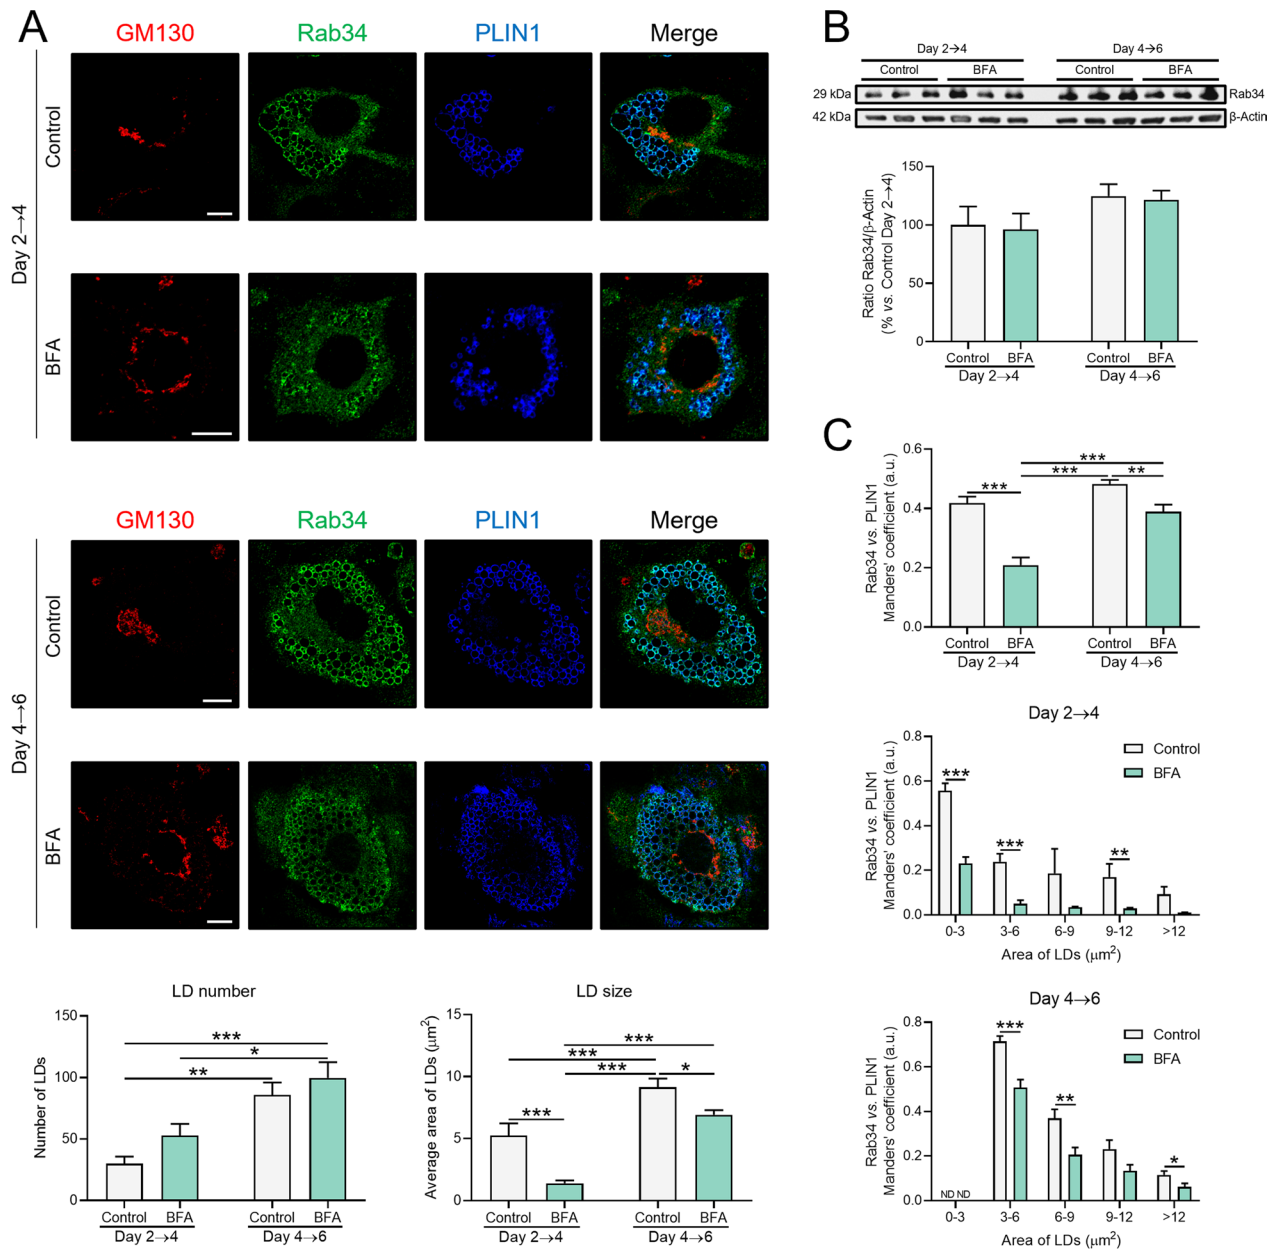 A
GM130 Rab34 PLIN1 Merge
Day 2→4
Control
BFA
GM130 Rab34 PLIN1 Merge
Day 4→6
Control
BFA
LD number
Number of LDs
150
100
50
0
***
*
**
Control BFA Control BFA
Day 2→4 Day 4→6
LD size
Average area of LDs (μm²)
15
10
5
0
***
***
***
*
***
Control BFA Control BFA
Day 2→4 Day 4→6
B
Day 2→4 Day 4→6
Control BFA Control BFA
29 kDa Rab34
42 kDa β-Actin
Ratio Rab34/β-Actin
(% vs. Control Day 2→4)
150
100
50
0
Control BFA Control BFA
Day 2→4 Day 4→6
C
Rab34 vs. PLIN1
Manders' coefficient (a.u.)
0.6
0.4
0.2
0.0
***
*** **
***
Control BFA Control BFA
Day 2→4 Day 4→6
Day 2→4
Rab34 vs. PLIN1
Manders' coefficient (a.u.)
0.8
0.6
0.4
0.2
0.0
Control
BFA
***
***
**
0-3 3-6 6-9 9-12 >12
Area of LDs (μm²)
Day 4→6
Rab34 vs. PLIN1
Manders' coefficient (a.u.)
0.8
0.6
0.4
0.2
0.0
Control
BFA
***
**
*
ND ND
0-3 3-6 6-9 9-12 >12
Area of LDs (μm²)